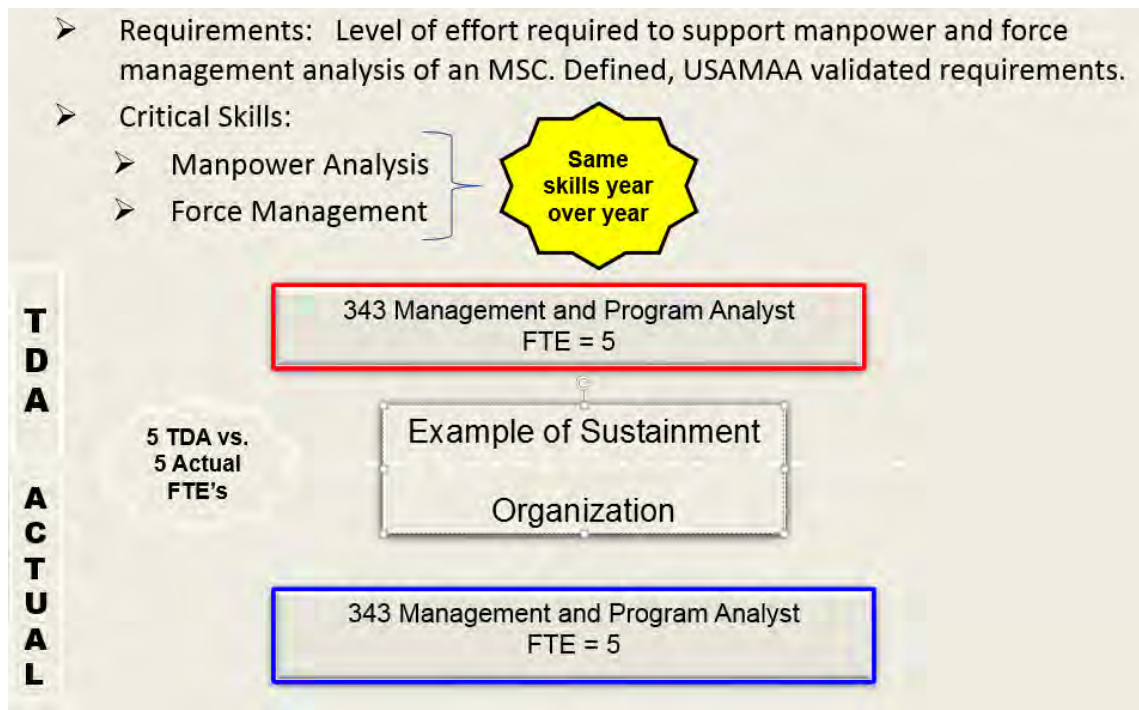 ➢ Requirements: Level of effort required to support manpower and force
management analysis of an MSC. Defined, USAMAA validated requirements.
➢ Critical Skills:
➢ Manpower Analysis
➢ Force Management
Same
skills year
over year
TDA
343 Management and Program Analyst
FTE = 5
5 TDA vs.
5 Actual
FTE's
Example of Sustainment
Organization
ACTUAL
343 Management and Program Analyst
FTE = 5